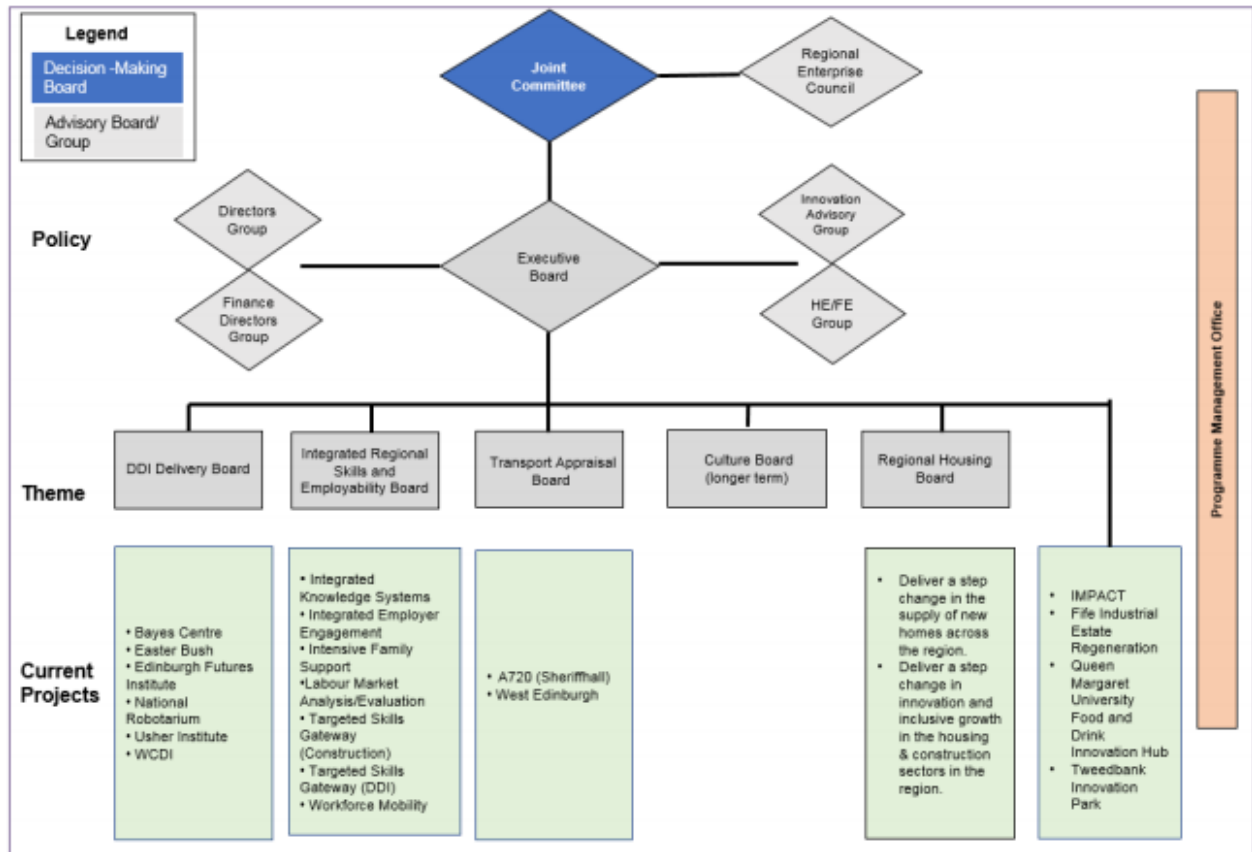 Legend
Decision -Making
Board
Advisory Board/
Group
Joint
Committee
Regional
Enterprise
Council
Policy
Directors
Group
Finance
Directors
Group
Executive
Board
Innovation
Advisory
Group
HE/FE
Group
Theme
DDI Delivery Board
Integrated Regional
Skills and
Employability Board
Transport Appraisal
Board
Culture Board
(longer term)
Regional Housing
Board
Current
Projects
• Bayes Centre
• Easter Bush
• Edinburgh Futures
Institute
• National
Robotarium
• Usher Institute
• WCDI
• Integrated
Knowledge Systems
• Integrated Employer
Engagement
• Intensive Family
Support
•Labour Market
Analysis/Evaluation
• Targeted Skills
Gateway
(Construction)
• Targeted Skills
Gateway (DDI)
• Workforce Mobility
• A720 (Sheriffhall)
• West Edinburgh
• Deliver a step
change in the
supply of new
homes across
the region.
• Deliver a step
change in
innovation and
inclusive growth
in the housing
& construction
sectors in the
region.
• IMPACT
• Fife Industrial
Estate
Regeneration
• Queen
Margaret
University
Food and
Drink
Innovation Hub
• Tweedbank
Innovation
Park
Programme Management Office